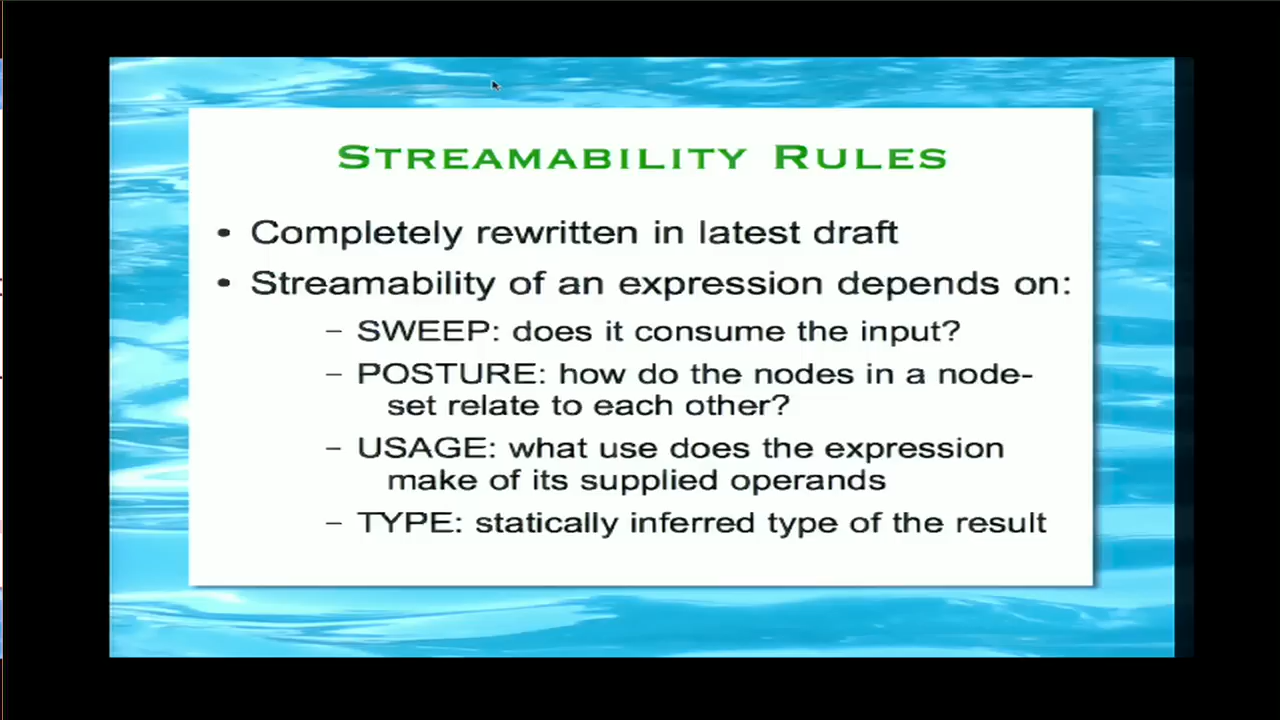 STREAMABILITY RULES
• Completely rewritten in latest draft
• Streamability of an expression depends on:
– SWEEP: does it consume the input?
– POSTURE: how do the nodes in a node-
set relate to each other?
– USAGE: what use does the expression
make of its supplied operands
– TYPE: statically inferred type of the result